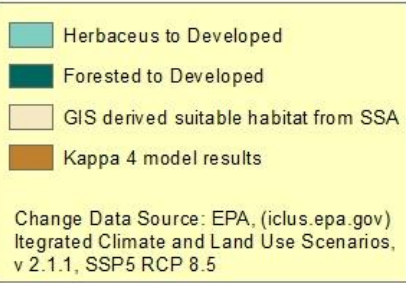 Herbaceus to Developed
Forested to Developed
GIS derived suitable habitat from SSA
Kappa 4 model results
Change Data Source: EPA, (iclus.epa.gov)
Itegrated Climate and Land Use Scenarios,
v 2.1.1, SSP5 RCP 8.5